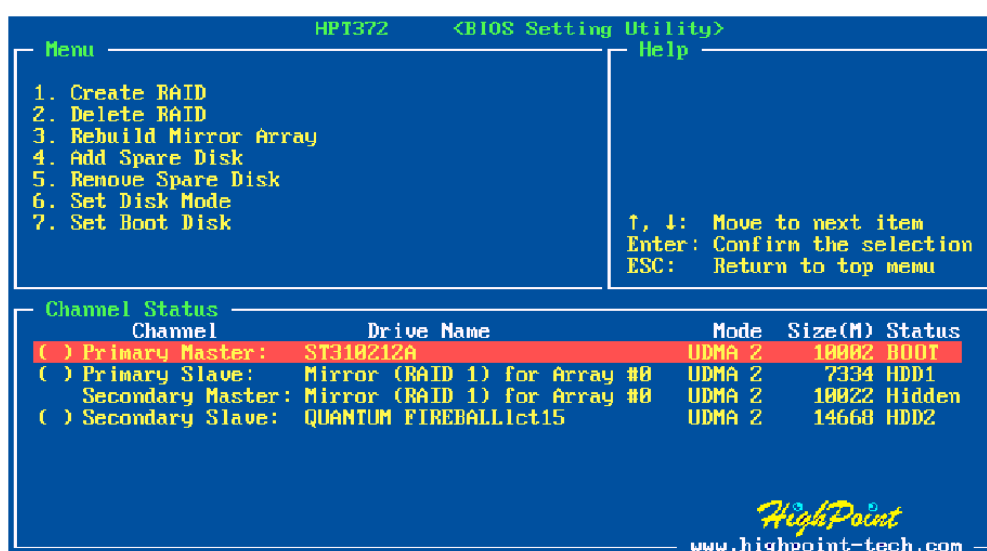 HPT372 <BIOS Setting Utility>
Menu
1. Create RAID
2. Delete RAID
3. Rebuild Mirror Array
4. Add Spare Disk
5. Remove Spare Disk
6. Set Disk Mode
7. Set Boot Disk
Help
↑, ↓: Move to next item
Enter: Confirm the selection
ESC: Return to top memu
Channel Status
Channel Drive Name Mode Size(M) Status
( ) Primary Master: ST310212A UDMA 2 10002 BOOT
( ) Primary Slave: Mirror (RAID 1) for Array #0 UDMA 2 7334 HDD1
Secondary Master: Mirror (RAID 1) for Array #0 UDMA 2 10022 Hidden
( ) Secondary Slave: QUANTUM FIREBALLlct15 UDMA 2 14668 HDD2
HighPoint
www.highpoint-tech.com